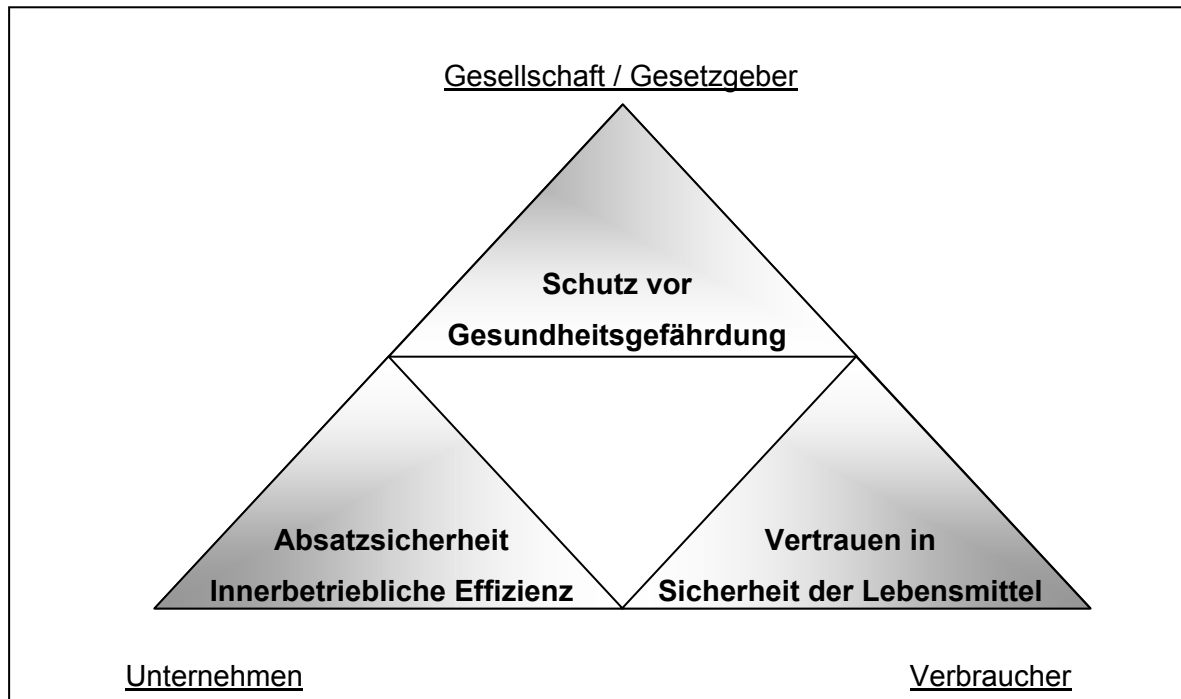 Gesellschaft / Gesetzgeber
Schutz vor
Gesundheitsgefährdung
Absatzsicherheit
Innerbetriebliche Effizienz
Vertrauen in
Sicherheit der Lebensmittel
Unternehmen
Verbraucher